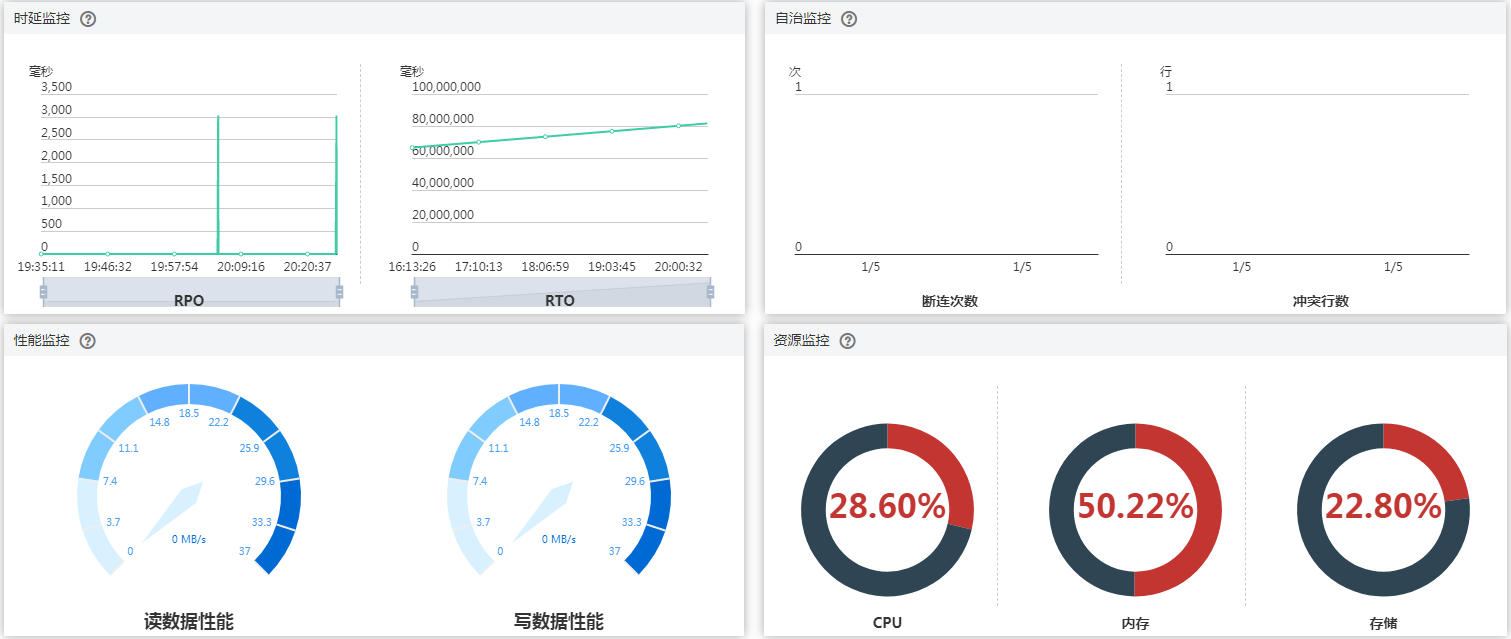 时延监控 ?
毫秒
3,500
3,000
2,500
2,000
1,500
1,000
500
0
19:35:11 19:46:32 19:57:54 20:09:16 20:20:37
RPO
毫秒
100,000,000
80,000,000
60,000,000
40,000,000
20,000,000
0
16:13:26 17:10:13 18:06:59 19:03:45 20:00:32
RTO
自治监控 ?
次
1
0
1/5 1/5
断连次数
行
1
0
1/5 1/5
冲突行数
性能监控 ?
0
3.7
7.4
11.1
14.8
18.5
22.2
25.9
29.6
33.3
37
0 MB/s
读数据性能
0
3.7
7.4
11.1
14.8
18.5
22.2
25.9
29.6
33.3
37
0 MB/s
写数据性能
资源监控 ?
28.60%
CPU
50.22%
内存
22.80%
存储